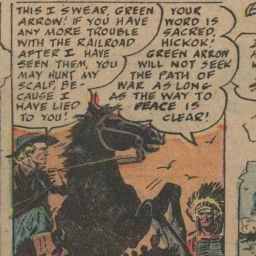 THIS I SWEAR, GREEN
ARROW! IF YOU HAVE
ANY MORE TROUBLE
WITH THE RAILROAD
AFTER I HAVE
SEEN THEM, YOU
MAY HUNT MY
SCALP, BE-
CAUSE I
HAVE LIED
TO YOU!
YOUR
WORD IS
SACRED,
HICKOK.
GREEN ARROW
WILL NOT SEEK
THE PATH OF
WAR AS LONG
AS THE WAY TO
PEACE IS
CLEAR!